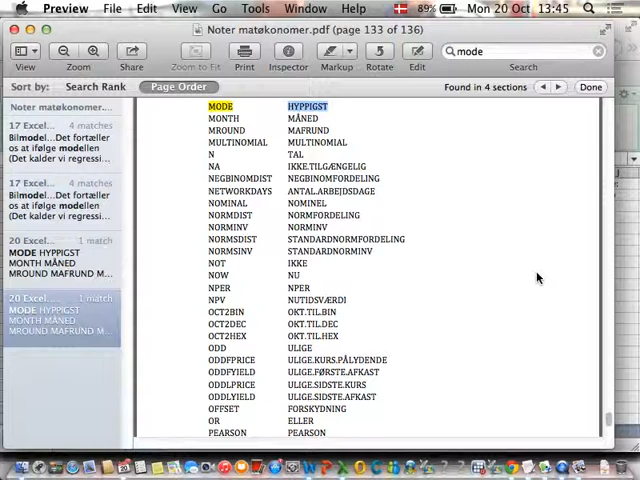 Preview File Edit View Go Tools Window Help 89% Mon 20 Oct 13:45
Noter matøkonomer.pdf (page 133 of 136)
mode
View Zoom Share Zoom to Fit Print Inspector Markup Rotate Edit Search
Sort by: Search Rank Page Order Found in 4 sections Done
Noter matøkonomer....
17 Excel... 4 matches
Bilmodel...Det fortæller
os at ifølge modellen
(Det kalder vi regressi...
17 Excel... 4 matches
Bilmodel...Det fortæller
os at ifølge modellen
(Det kalder vi regressi...
20 Excel... 1 match
MODE HYPPIGST
MONTH MÅNED
MROUND MAFRUND M...
20 Excel... 1 match
MODE HYPPIGST
MONTH MÅNED
MROUND MAFRUND M...
MODE HYPPIGST
MONTH MÅNED
MROUND MAFRUND
MULTINOMIAL MULTINOMIAL
N TAL
NA IKKE.TILGÆNGELIG
NEGBINOMDIST NEGBINOMFORDELING
NETWORKDAYS ANTAL.ARBEJDSDAGE
NOMINAL NOMINEL
NORMDIST NORMFORDELING
NORMINV NORMINV
NORMSDIST STANDARDNORMFORDELING
NORMSINV STANDARDNORMINV
NOT IKKE
NOW NU
NPER NPER
NPV NUTIDSVÆRDI
OCT2BIN OKT.TIL.BIN
OCT2DEC OKT.TIL.DEC
OCT2HEX OKT.TIL.HEX
ODD ULIGE
ODDFPRICE ULIGE.KURS.PÅLYDENDE
ODDFYIELD ULIGE.FØRSTE.AFKAST
ODDLPRICE ULIGE.SIDSTE.KURS
ODDLYIELD ULIGE.SIDSTE.AFKAST
OFFSET FORSKYDNING
OR ELLER
PEARSON PEARSON